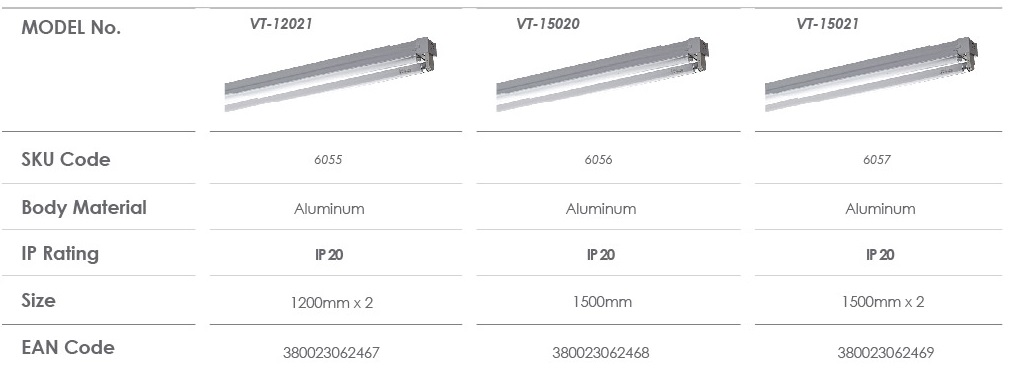 MODEL No. VT-12021 VT-15020 VT-15021
SKU Code 6055 6056 6057
Body Material Aluminum Aluminum Aluminum
IP Rating IP 20 IP 20 IP 20
Size 1200mm x 2 1500mm 1500mm x 2
EAN Code 380023062467 380023062468 380023062469